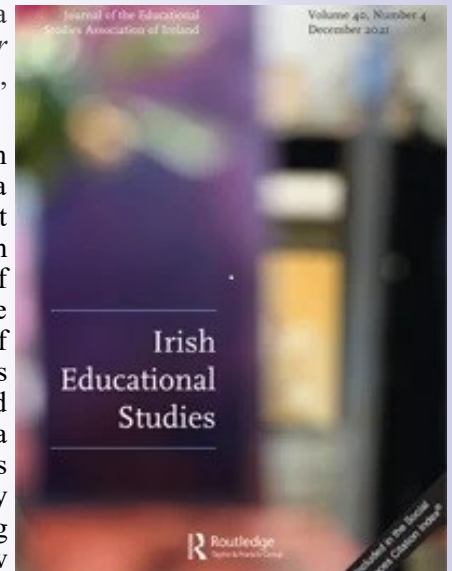 a
r
,
n
a
t
n
f
e
f
s
d
a
s
y
g
y
Journal of the Educational
Studies Association of Ireland
Volume 40, Number 4
December 2021
Irish
Educational
Studies
Routledge
Taylor & Francis Group
included in the Social
Sciences Citation Index®